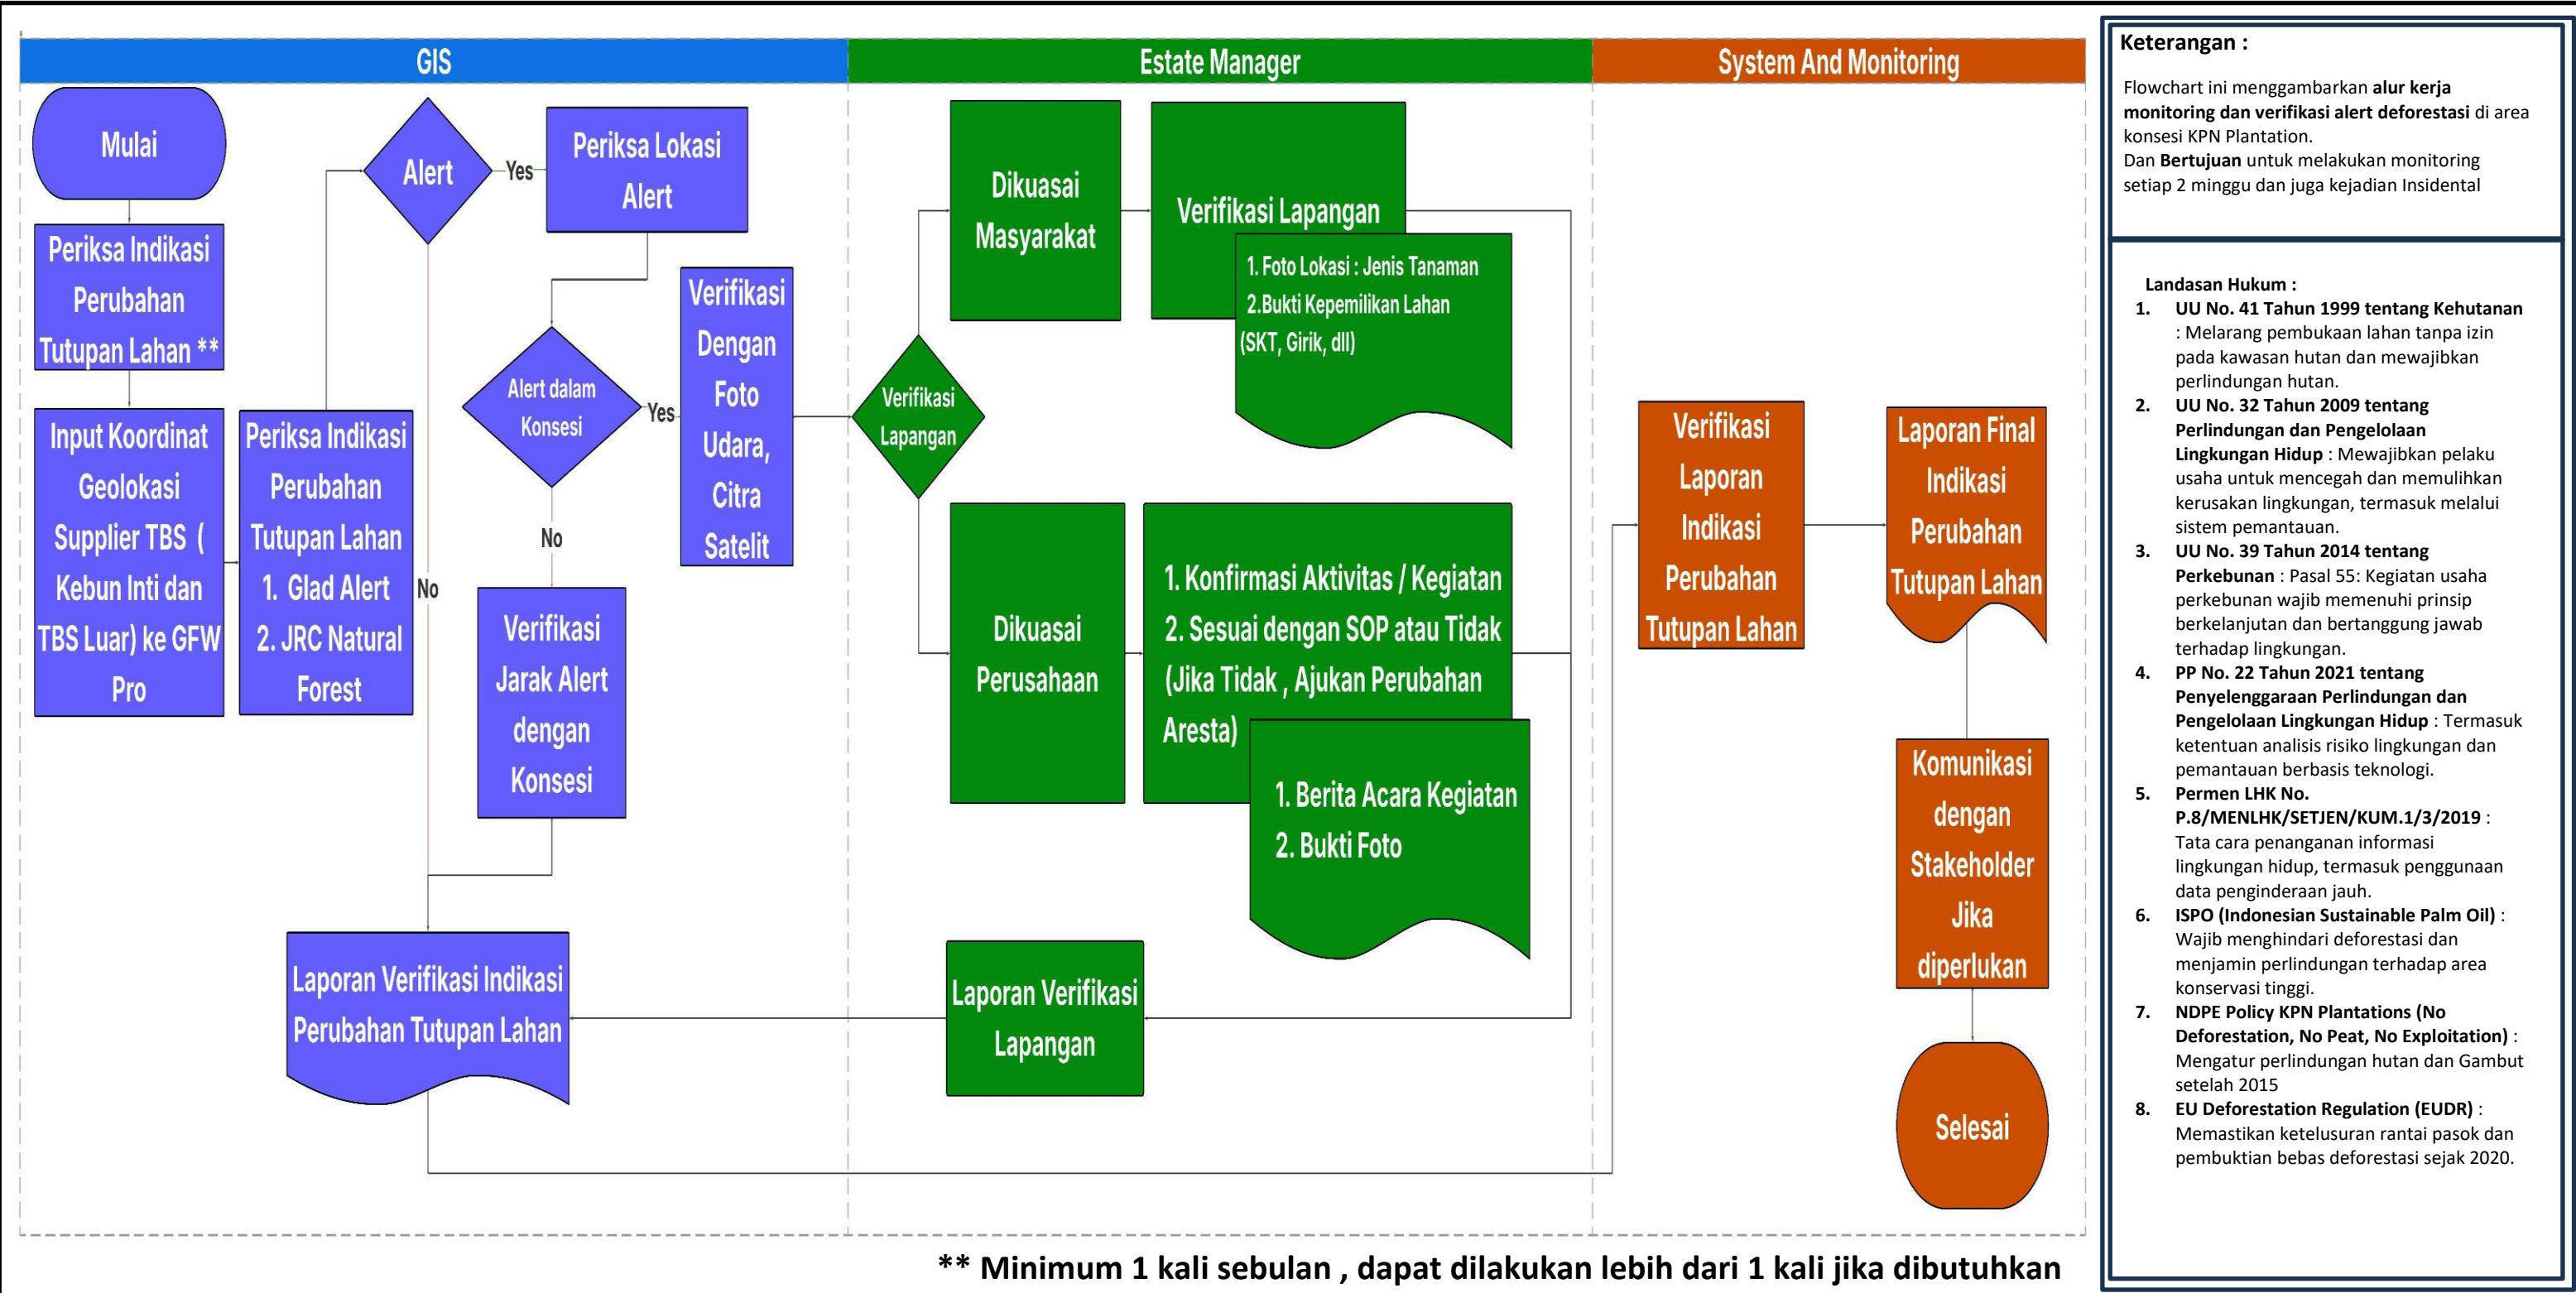 GIS
Estate Manager
System And Monitoring
Mulai
Periksa Indikasi
Perubahan
Tutupan Lahan **
Input Koordinat
Geolokasi
Supplier TBS (
Kebun Inti dan
TBS Luar) ke GFW
Pro
Periksa Indikasi
Perubahan
Tutupan Lahan
1. Glad Alert
2. JRC Natural
Forest
Alert
Yes
No
Periksa Lokasi
Alert
Alert dalam
Konsesi
Yes
No
Verifikasi
Dengan
Foto
Udara,
Citra
Satelit
Verifikasi
Jarak Alert
dengan
Konsesi
Laporan Verifikasi Indikasi
Perubahan Tutupan Lahan
Verifikasi
Lapangan
Dikuasai
Masyarakat
Verifikasi Lapangan
1. Foto Lokasi : Jenis Tanaman
2.Bukti Kepemilikan Lahan
(SKT, Girik, dll)
Dikuasai
Perusahaan
1. Konfirmasi Aktivitas / Kegiatan
2. Sesuai dengan SOP atau Tidak
(Jika Tidak , Ajukan Perubahan
Aresta)
1. Berita Acara Kegiatan
2. Bukti Foto
Laporan Verifikasi
Lapangan
Verifikasi
Laporan
Indikasi
Perubahan
Tutupan Lahan
Laporan Final
Indikasi
Perubahan
Tutupan Lahan
Komunikasi
dengan
Stakeholder
Jika
diperlukan
Selesai
** Minimum 1 kali sebulan , dapat dilakukan lebih dari 1 kali jika dibutuhkan
Keterangan :
Flowchart ini menggambarkan alur kerja
monitoring dan verifikasi alert deforestasi di area
konsesi KPN Plantation.
Dan Bertujuan untuk melakukan monitoring
setiap 2 minggu dan juga kejadian Insidental
Landasan Hukum :
1. UU No. 41 Tahun 1999 tentang Kehutanan
: Melarang pembukaan lahan tanpa izin
pada kawasan hutan dan mewajibkan
perlindungan hutan.
2. UU No. 32 Tahun 2009 tentang
Perlindungan dan Pengelolaan
Lingkungan Hidup : Mewajibkan pelaku
usaha untuk mencegah dan memulihkan
kerusakan lingkungan, termasuk melalui
sistem pemantauan.
3. UU No. 39 Tahun 2014 tentang
Perkebunan : Pasal 55: Kegiatan usaha
perkebunan wajib memenuhi prinsip
berkelanjutan dan bertanggung jawab
terhadap lingkungan.
4. PP No. 22 Tahun 2021 tentang
Penyelenggaraan Perlindungan dan
Pengelolaan Lingkungan Hidup : Termasuk
ketentuan analisis risiko lingkungan dan
pemantauan berbasis teknologi.
5. Permen LHK No.
P.8/MENLHK/SETJEN/KUM.1/3/2019 :
Tata cara penanganan informasi
lingkungan hidup, termasuk penggunaan
data penginderaan jauh.
6. ISPO (Indonesian Sustainable Palm Oil) :
Wajib menghindari deforestasi dan
menjamin perlindungan terhadap area
konservasi tinggi.
7. NDPE Policy KPN Plantations (No
Deforestation, No Peat, No Exploitation) :
Mengatur perlindungan hutan dan Gambut
setelah 2015
8. EU Deforestation Regulation (EUDR) :
Memastikan ketelusuran rantai pasok dan
pembuktian bebas deforestasi sejak 2020.